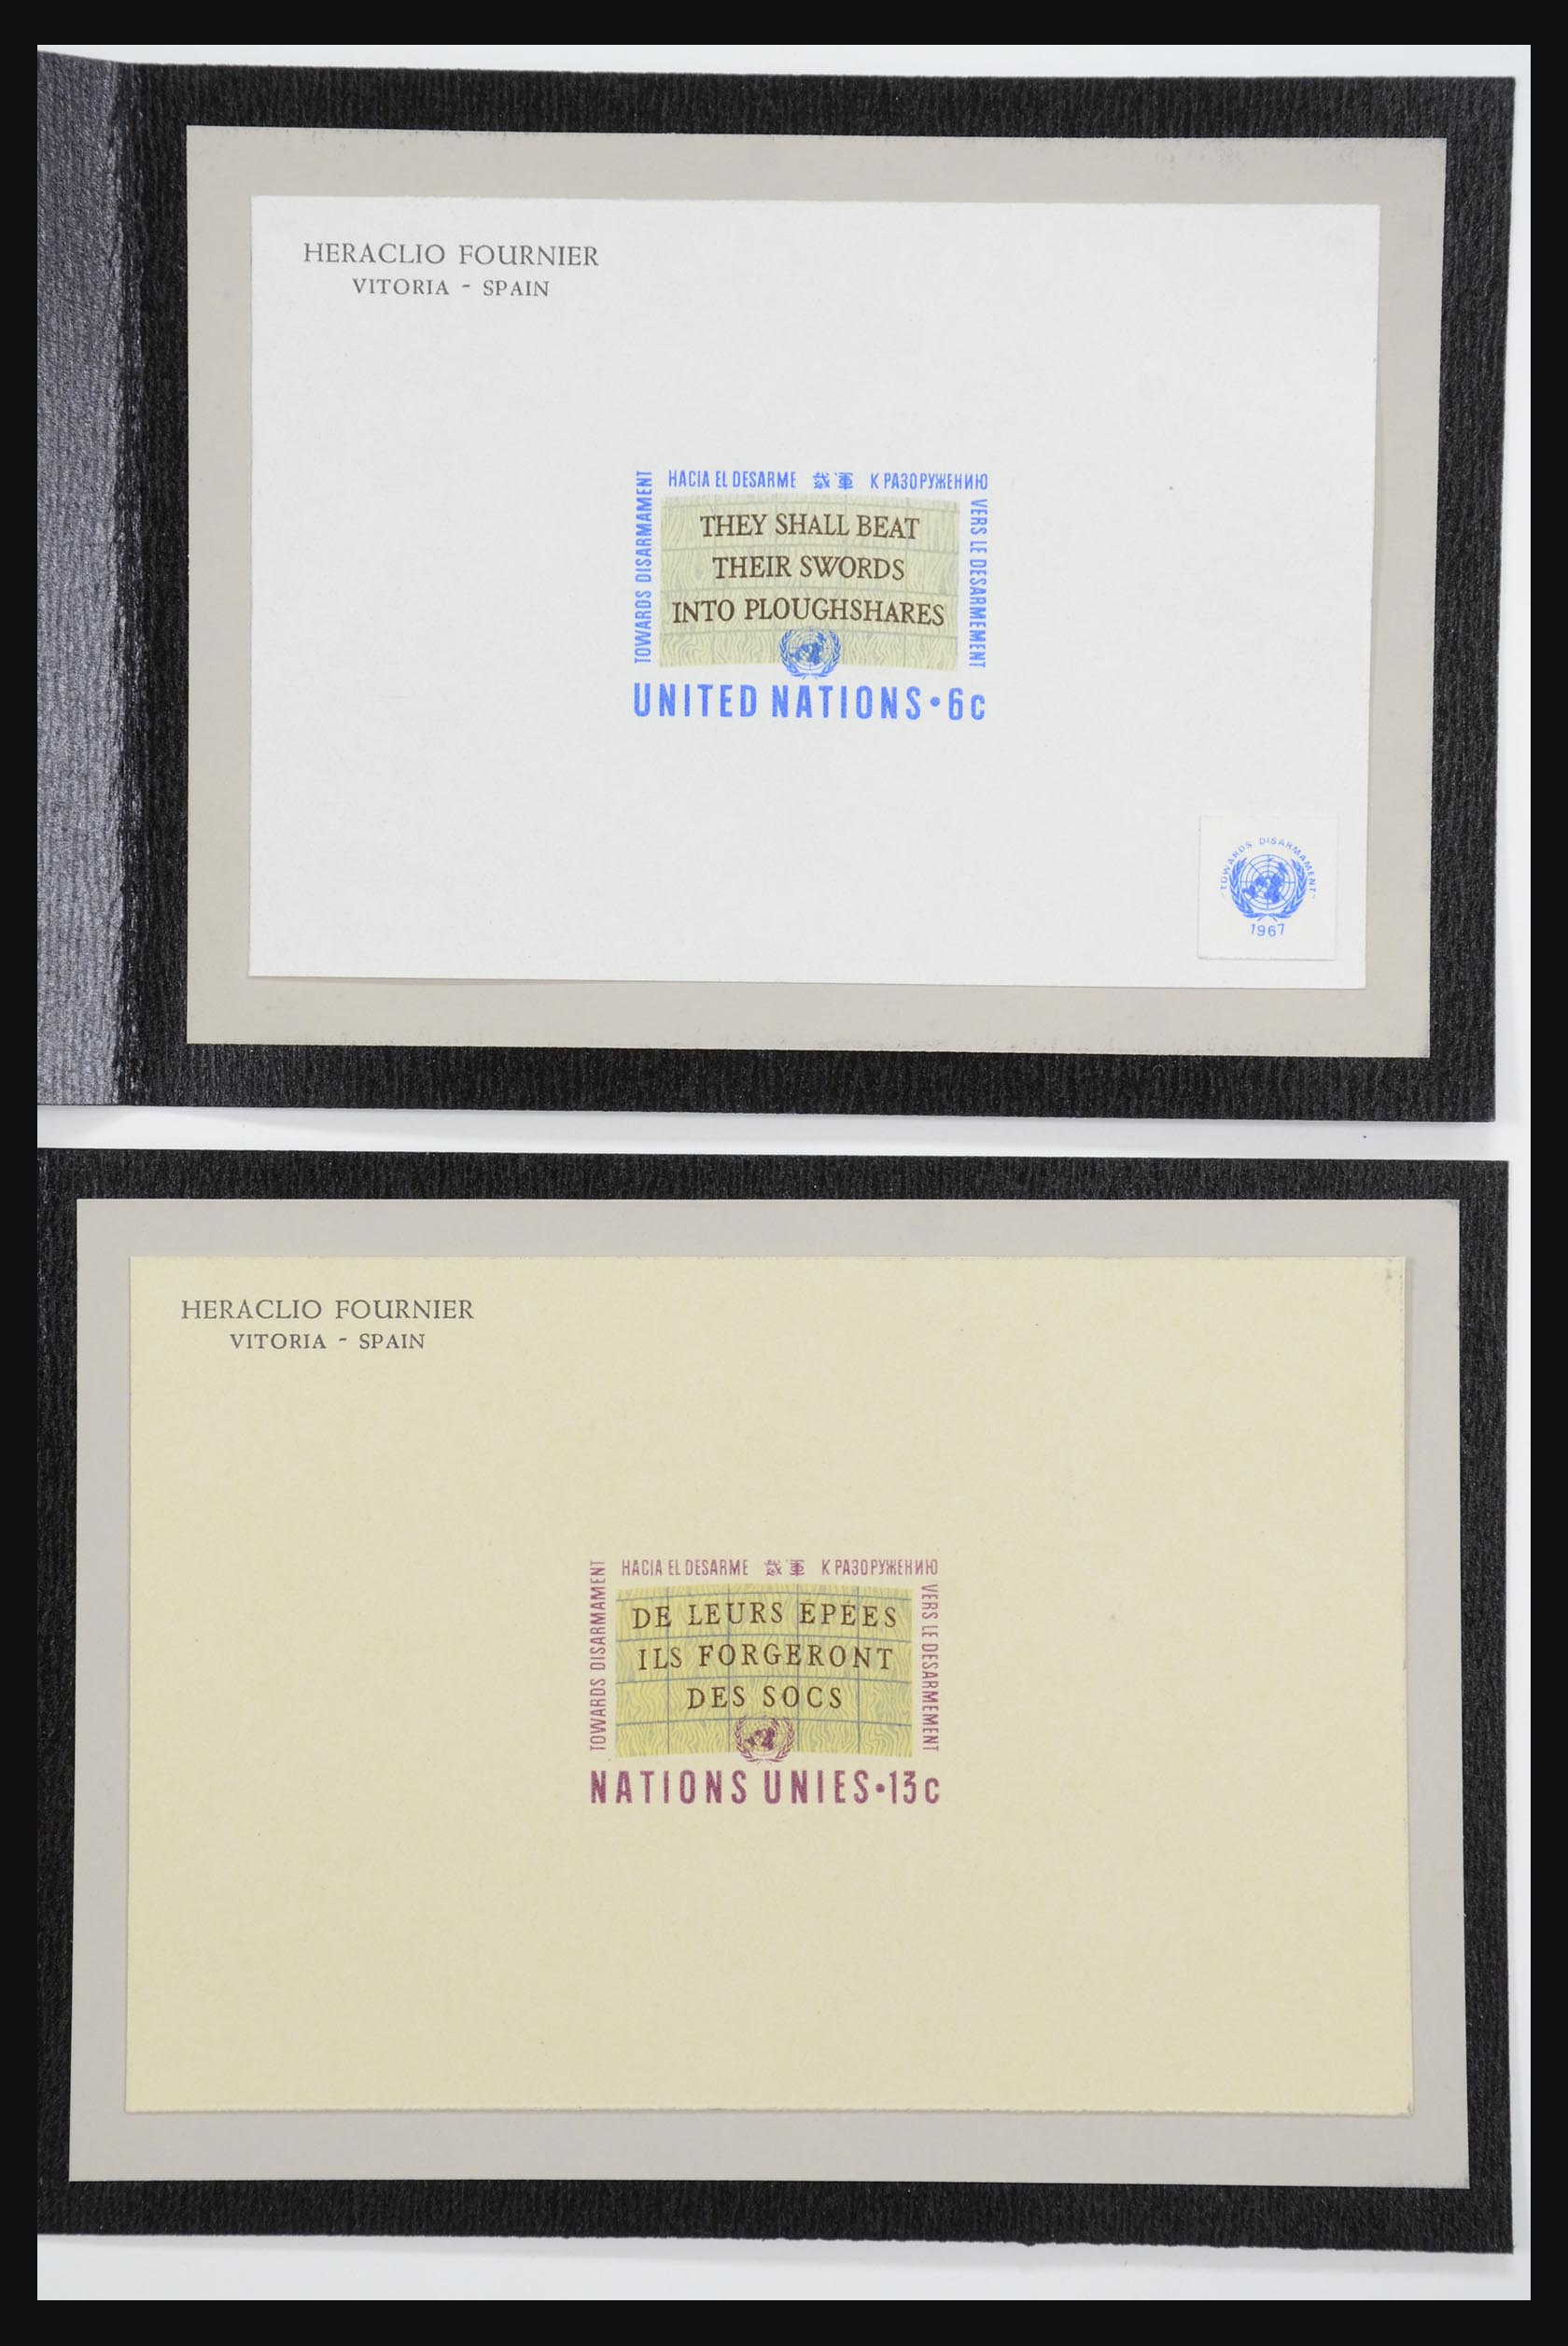 HERACLIO FOURNIER
VITORIA - SPAIN
TOWARDS DISARMAMENT
HACIA EL DESARME 裁軍 К РАЗОРУЖЕНИЮ
VERS LE DÉSARMEMENT
THEY SHALL BEAT
THEIR SWORDS
INTO PLOUGHSHARES
UNITED NATIONS•6c
"TOWARDS DISARMAMENT"
1967
HERACLIO FOURNIER
VITORIA - SPAIN
TOWARDS DISARMAMENT
HACIA EL DESARME 裁軍 К РАЗОРУЖЕНИЮ
VERS LE DÉSARMEMENT
DE LEURS ÉPÉES
ILS FORGERONT
DES SOCS
NATIONS UNIES•13c